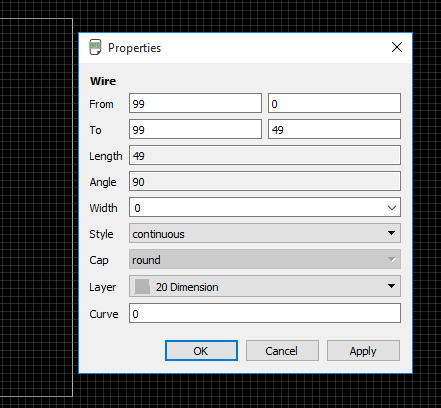 Properties
Wire
From 99 0
To 99 49
Length 49
Angle 90
Width 0
Style continuous
Cap round
Layer 20 Dimension
Curve 0
OK Cancel Apply